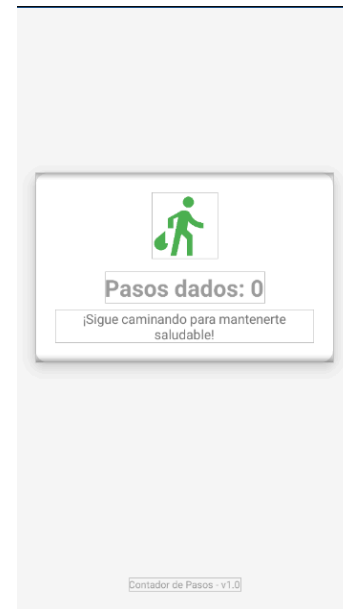 Pasos dados: 0
¡Sigue caminando para mantenerte
saludable!
Contador de Pasos - v1.0